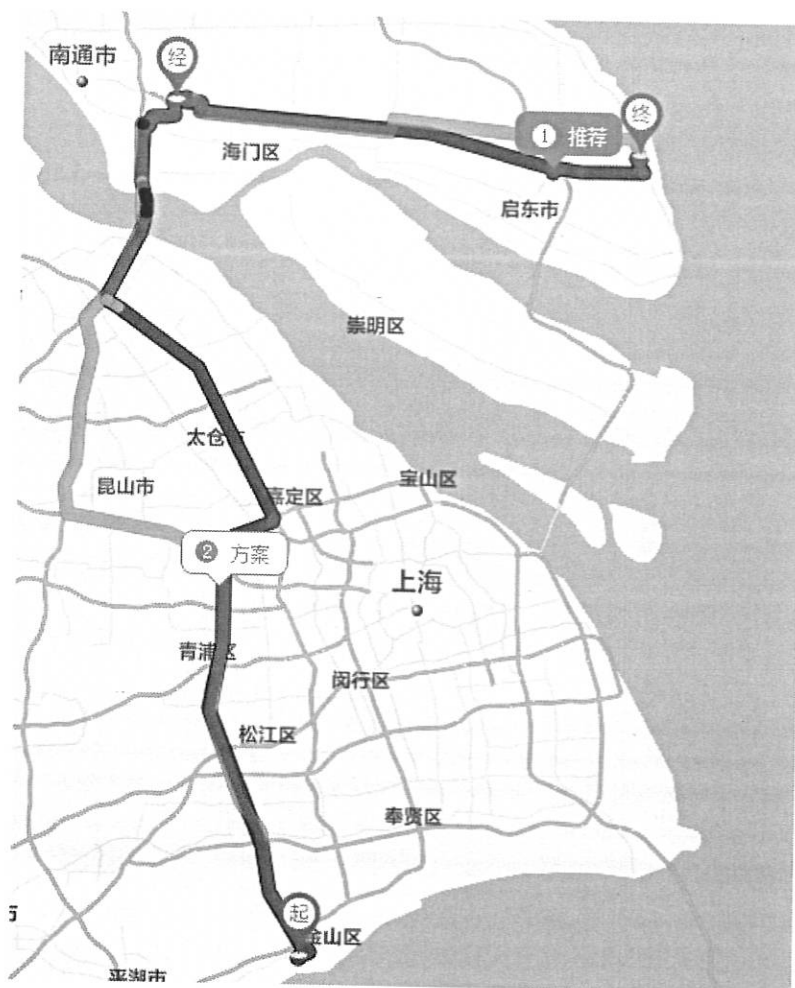 南通市
经
终
1 推荐
海门区
启东市
崇明区
太仓
昆山市
嘉定区
宝山区
2 方案
上海
青浦区
闵行区
松江区
奉贤区
起
金山区
平湖市